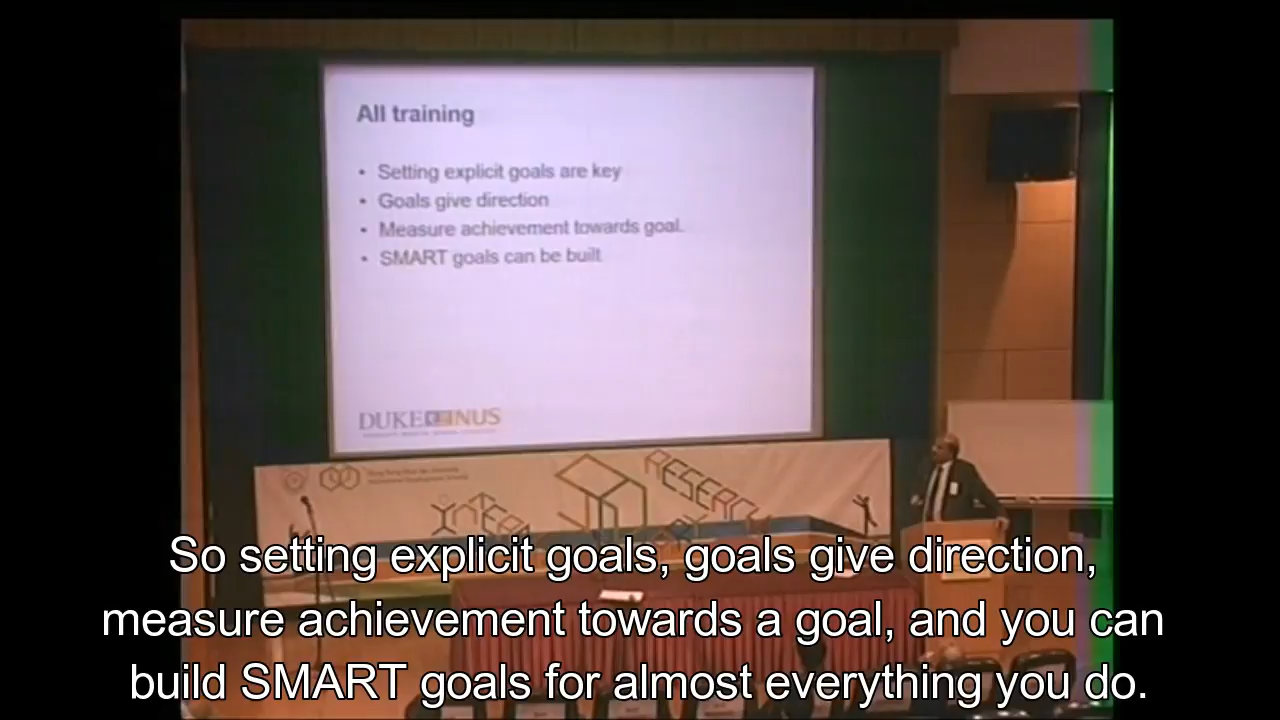 All training
• Setting explicit goals are key
• Goals give direction
• Measure achievement towards goal.
• SMART goals can be built
DUKE NUS
RESEARCH
So setting explicit goals, goals give direction,
measure achievement towards a goal, and you can
build SMART goals for almost everything you do.